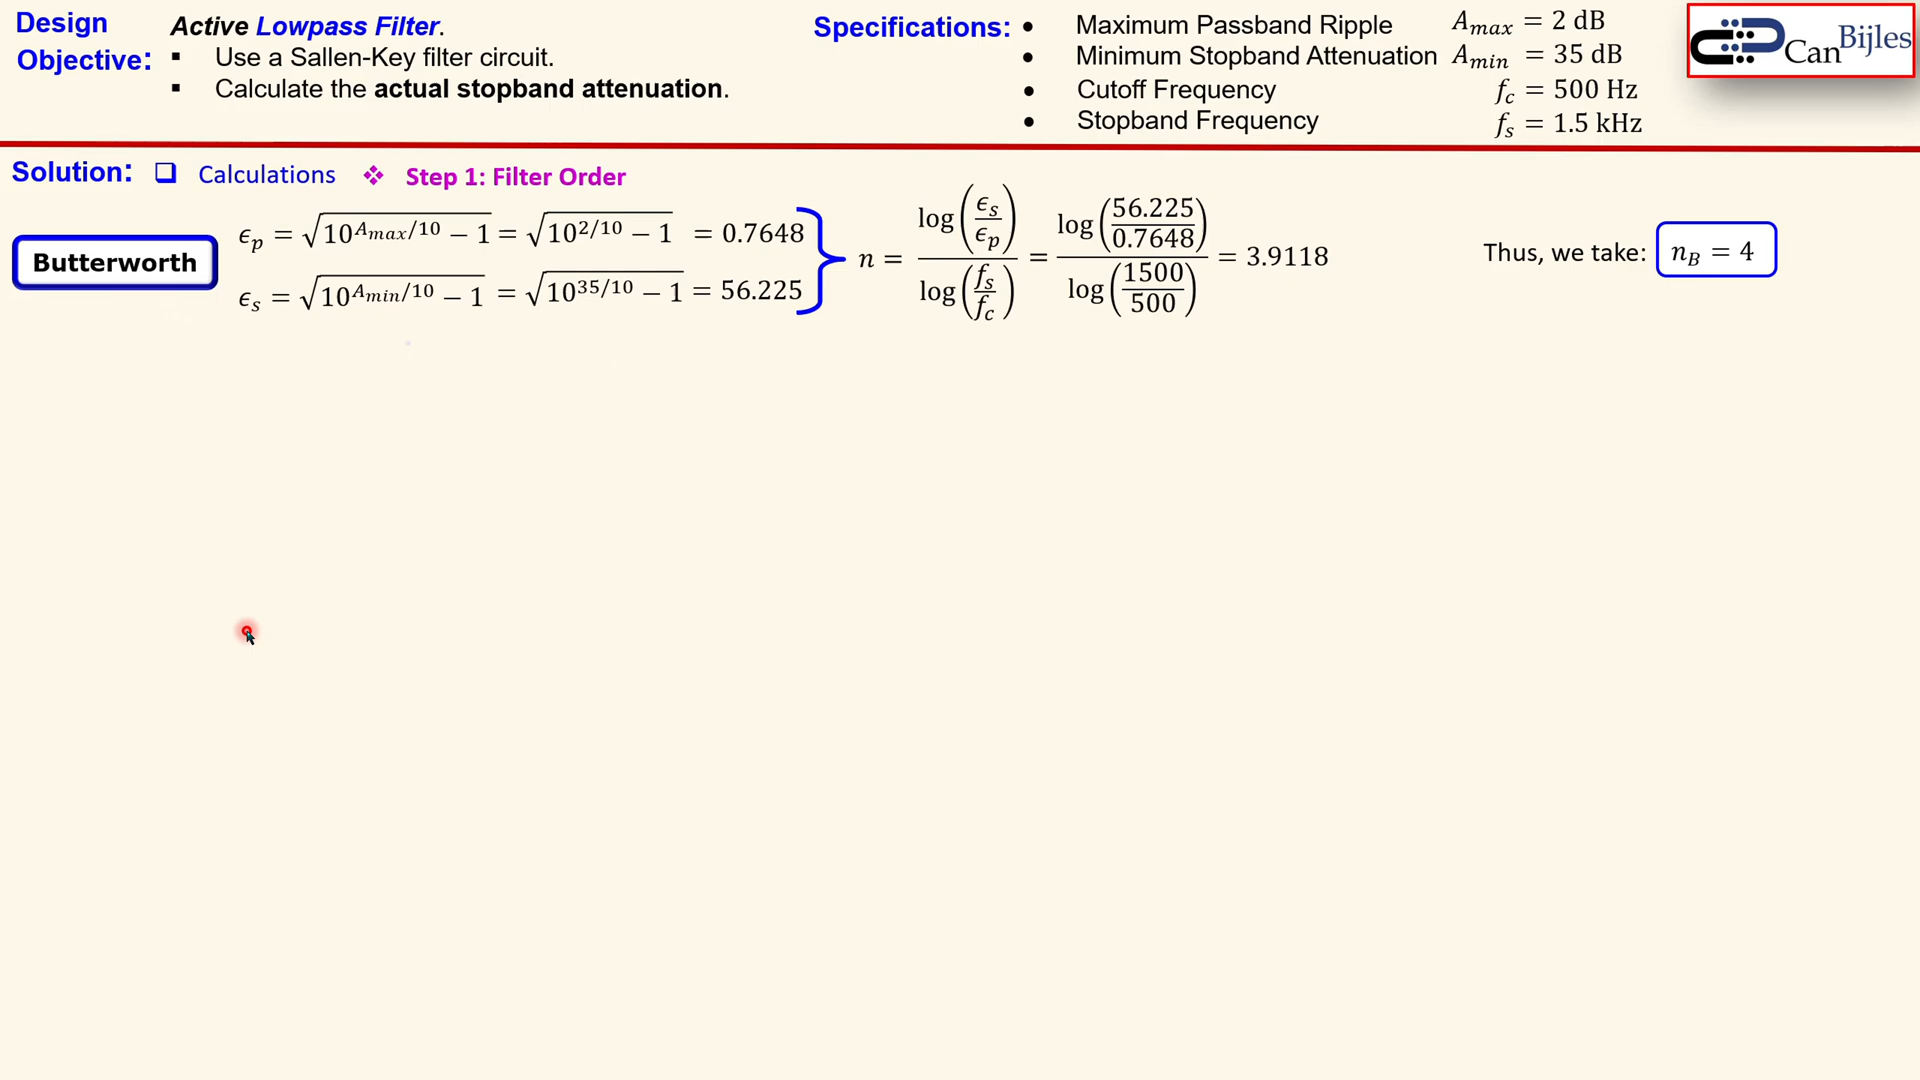 Design Objective:
Active Lowpass Filter.
▪ Use a Sallen-Key filter circuit.
▪ Calculate the actual stopband attenuation.
Specifications:
• Maximum Passband Ripple A_max = 2 dB
• Minimum Stopband Attenuation A_min = 35 dB
• Cutoff Frequency f_c = 500 Hz
• Stopband Frequency f_s = 1.5 kHz
CanBijles
Solution: ❑ Calculations ❖ Step 1: Filter Order
Butterworth
ϵ_p = √(10^(A_max/10) − 1) = √(10^(2/10) − 1) = 0.7648
ϵ_s = √(10^(A_min/10) − 1) = √(10^(35/10) − 1) = 56.225
n = log(ϵ_s/ϵ_p) / log(f_s/f_c) = log(56.225/0.7648) / log(1500/500) = 3.9118
Thus, we take: n_B = 4